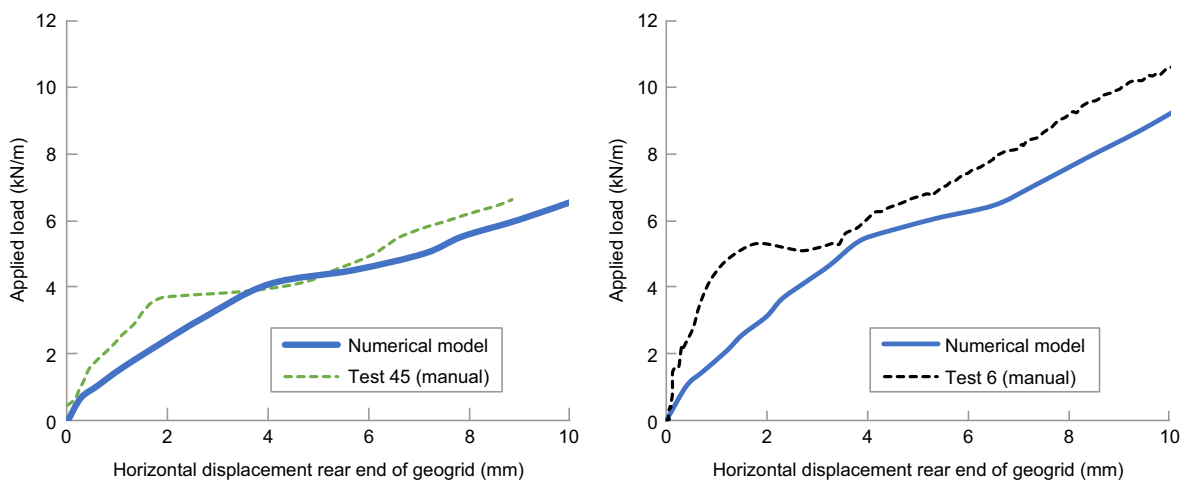 12
10
8
6
4
2
0
Applied load (kN/m)
Numerical model
Test 45 (manual)
0 2 4 6 8 10
Horizontal displacement rear end of geogrid (mm)
12
10
8
6
4
2
0
Applied load (kN/m)
Numerical model
Test 6 (manual)
0 2 4 6 8 10
Horizontal displacement rear end of geogrid (mm)